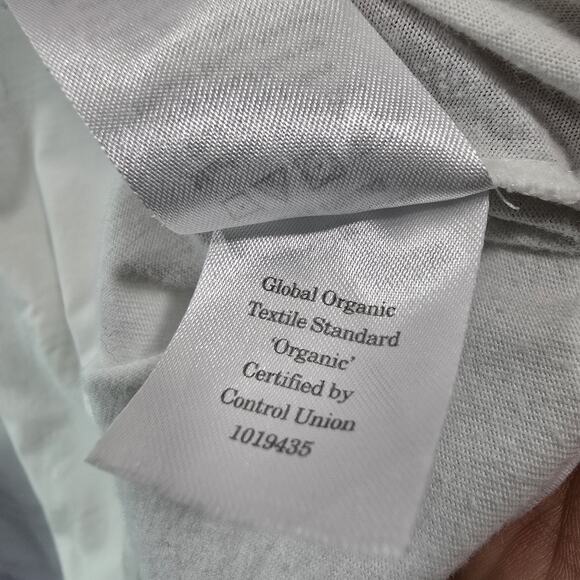 Global Organic
Textile Standard
'Organic'
Certified by
Control Union
1019435